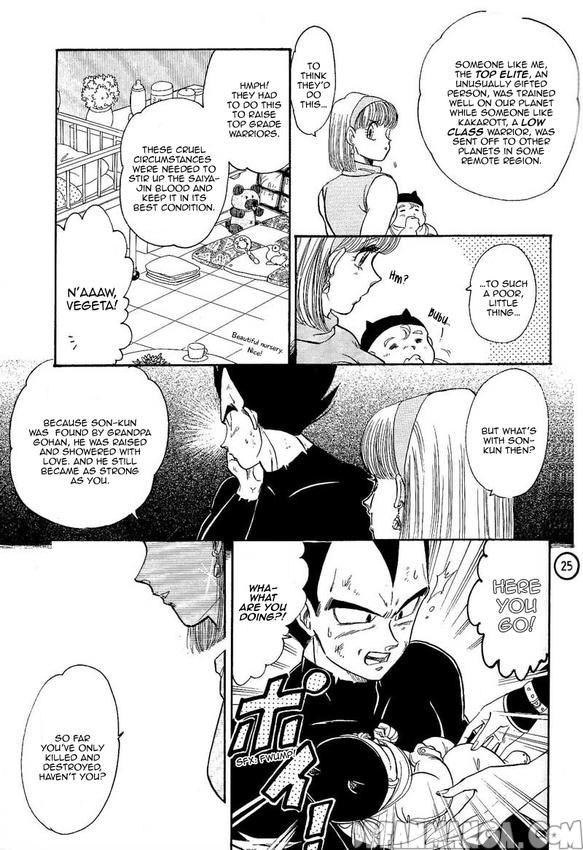 SOMEONE LIKE ME,
THE TOP ELITE, AN
UNUSUALLY GIFTED
PERSON, WAS TRAINED
WELL ON OUR PLANET
WHILE SOMEONE LIKE
KAKAROTT, A LOW
CLASS WARRIOR, WAS
SENT OFF TO OTHER
PLANETS IN SOME
REMOTE REGION.
TO
THINK
THEY'D
DO
THIS...
HMPH!
THEY HAD
TO DO THIS
TO RAISE
TOP GRADE
WARRIORS.
THESE CRUEL
CIRCUMSTANCES
WERE NEEDED TO
STIR UP THE SAIYA-
JIN BLOOD AND
KEEP IT IN ITS
BEST CONDITION.
N'AAAW,
VEGETA!
Beautiful nursery.
Nice!
...TO SUCH
A POOR,
LITTLE
THING...
Hm?
Bubu..
BUT WHAT'S
WITH SON-
KUN THEN?
BECAUSE SON-KUN
WAS FOUND BY GRANDPA
GOHAN, HE WAS RAISED
AND SHOWERED WITH
LOVE. AND HE STILL
BECAME AS STRONG
AS YOU.
25
HERE
YOU
GO!
WHA-
WHAT
ARE YOU
DOING?!
ポイ!
SFX: FWUMP!
SO FAR
YOU'VE ONLY
KILLED AND
DESTROYED,
HAVEN'T YOU?
DREAMMANGA.COM